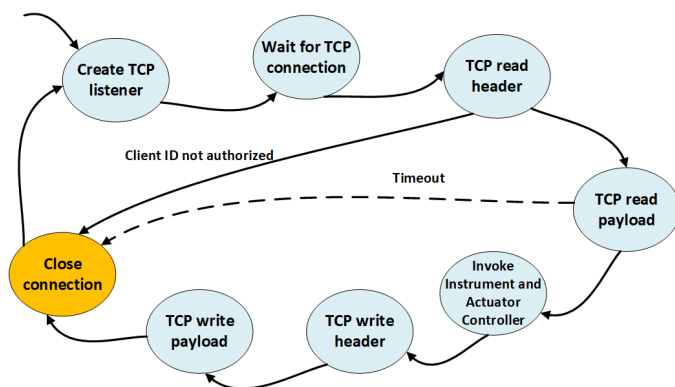 Create TCP
listener
Wait for TCP
connection
TCP read
header
Client ID not authorized
Timeout
TCP read
payload
Close
connection
Invoke
Instrument and
Actuator
Controller
TCP write
payload
TCP write
header